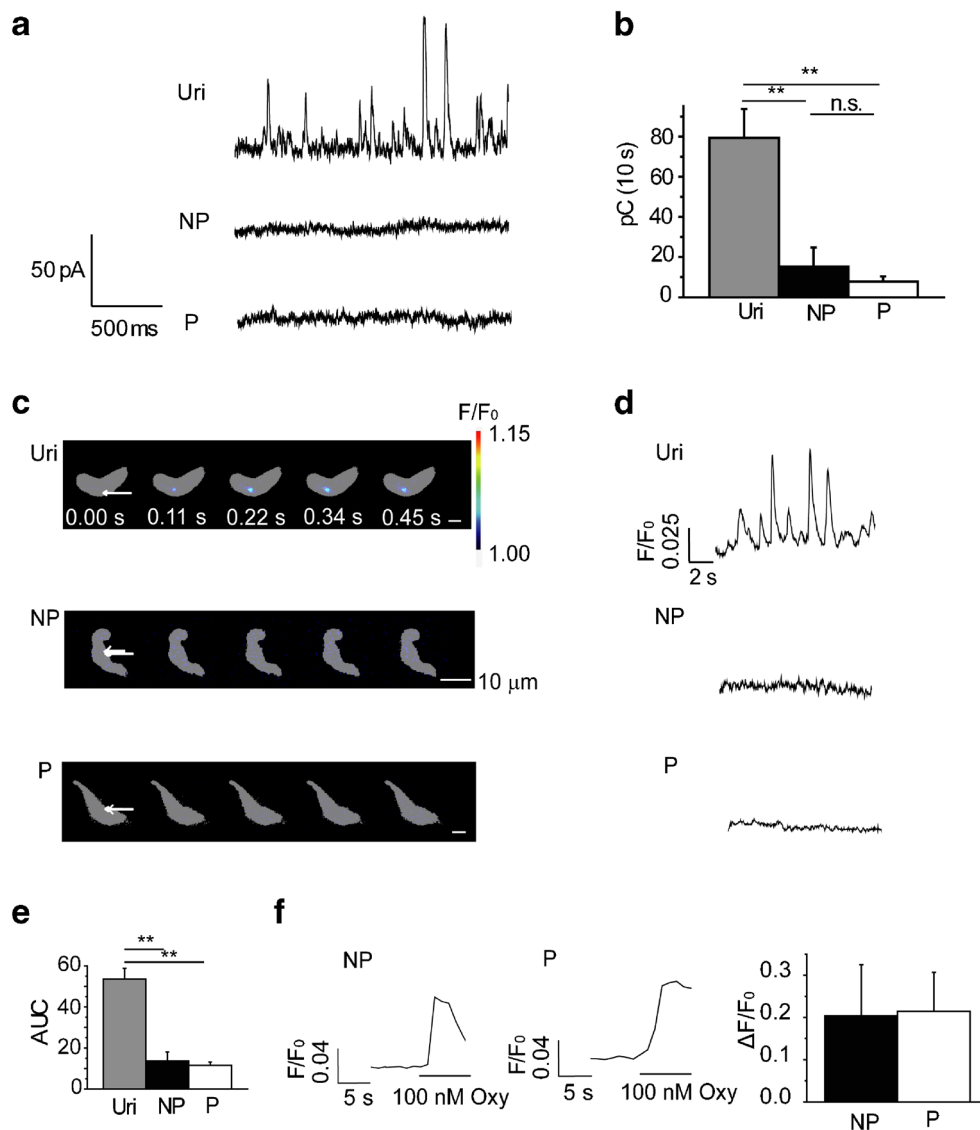 a
Uri
NP
50 pA
P
500 ms
b
**
**
n.s.
pC (10 s)
80
60
40
20
0
Uri NP P
c
F/F0
Uri
1.15
0.00 s 0.11 s 0.22 s 0.34 s 0.45 s
1.00
NP
10 μm
P
d
Uri
F/F0
0.025
2 s
NP
P
e
**
**
AUC
60
40
20
0
Uri NP P
f
NP
F/F0
0.04
5 s 100 nM Oxy
P
F/F0
0.04
5 s 100 nM Oxy
ΔF/F0
0.3
0.2
0.1
0.0
NP P